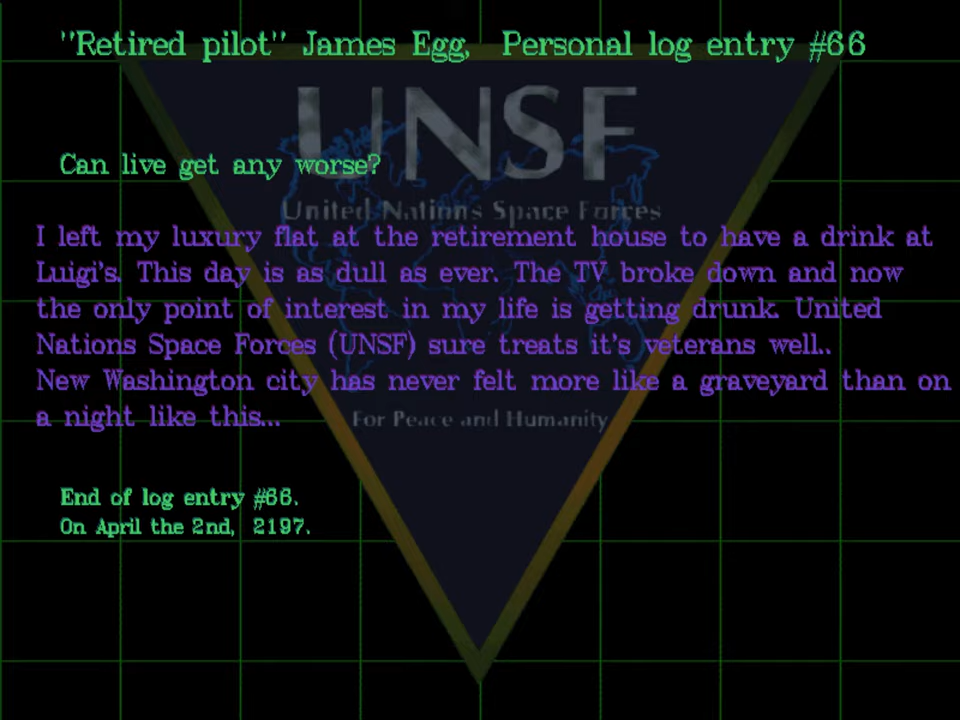 "Retired pilot" James Egg, Personal log entry #66
UNSF
Can live get any worse?
United Nations Space Forces
I left my luxury flat at the retirement house to have a drink at
Luigi's. This day is as dull as ever. The TV broke down and now
the only point of interest in my life is getting drunk. United
Nations Space Forces (UNSF) sure treats it's veterans well..
New Washington city has never felt more like a graveyard than on
a night like this...
For Peace and Humanity
End of log entry #66.
On April the 2nd, 2197.